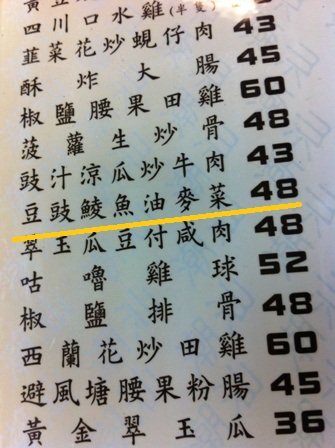 四川口水雞(半隻)
韮菜花炒蜆仔肉 43
酥炸大腸 45
椒鹽腰果田雞 60
菠蘿生炒骨 48
豉汁涼瓜炒牛肉 43
豆豉鯪魚油麥菜 48
翠玉瓜豆付咸肉 48
咕嚕雞球 52
椒鹽排骨 48
西蘭花炒田雞 60
避風塘腰果粉腸 45
黃金翠玉瓜 36